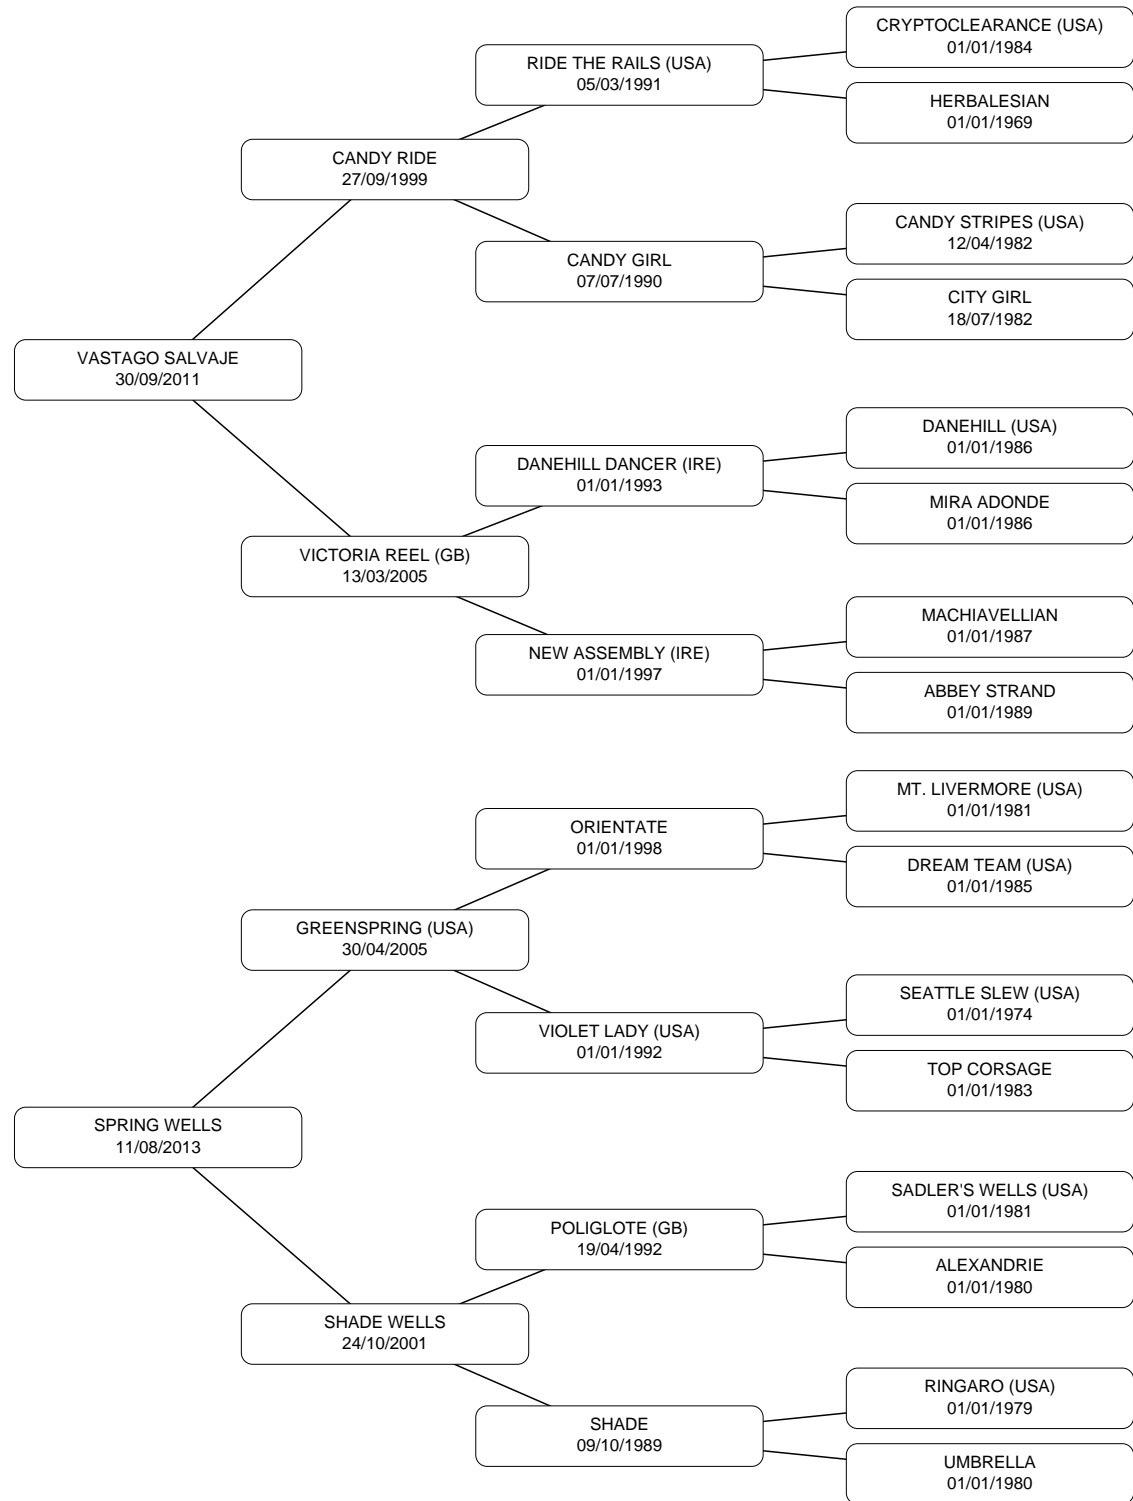 CRYPTOCLEARANCE (USA)
01/01/1984
RIDE THE RAILS (USA)
05/03/1991
HERBALESIAN
01/01/1969
CANDY RIDE
27/09/1999
CANDY STRIPES (USA)
12/04/1982
CANDY GIRL
07/07/1990
CITY GIRL
18/07/1982
VASTAGO SALVAJE
30/09/2011
DANEHILL (USA)
01/01/1986
DANEHILL DANCER (IRE)
01/01/1993
MIRA ADONDE
01/01/1986
VICTORIA REEL (GB)
13/03/2005
MACHIAVELLIAN
01/01/1987
NEW ASSEMBLY (IRE)
01/01/1997
ABBEY STRAND
01/01/1989
MT. LIVERMORE (USA)
01/01/1981
ORIENTATE
01/01/1998
DREAM TEAM (USA)
01/01/1985
GREENSPRING (USA)
30/04/2005
SEATTLE SLEW (USA)
01/01/1974
VIOLET LADY (USA)
01/01/1992
TOP CORSAGE
01/01/1983
SPRING WELLS
11/08/2013
SADLER'S WELLS (USA)
01/01/1981
POLIGLOTE (GB)
19/04/1992
ALEXANDRIE
01/01/1980
SHADE WELLS
24/10/2001
RINGARO (USA)
01/01/1979
SHADE
09/10/1989
UMBRELLA
01/01/1980